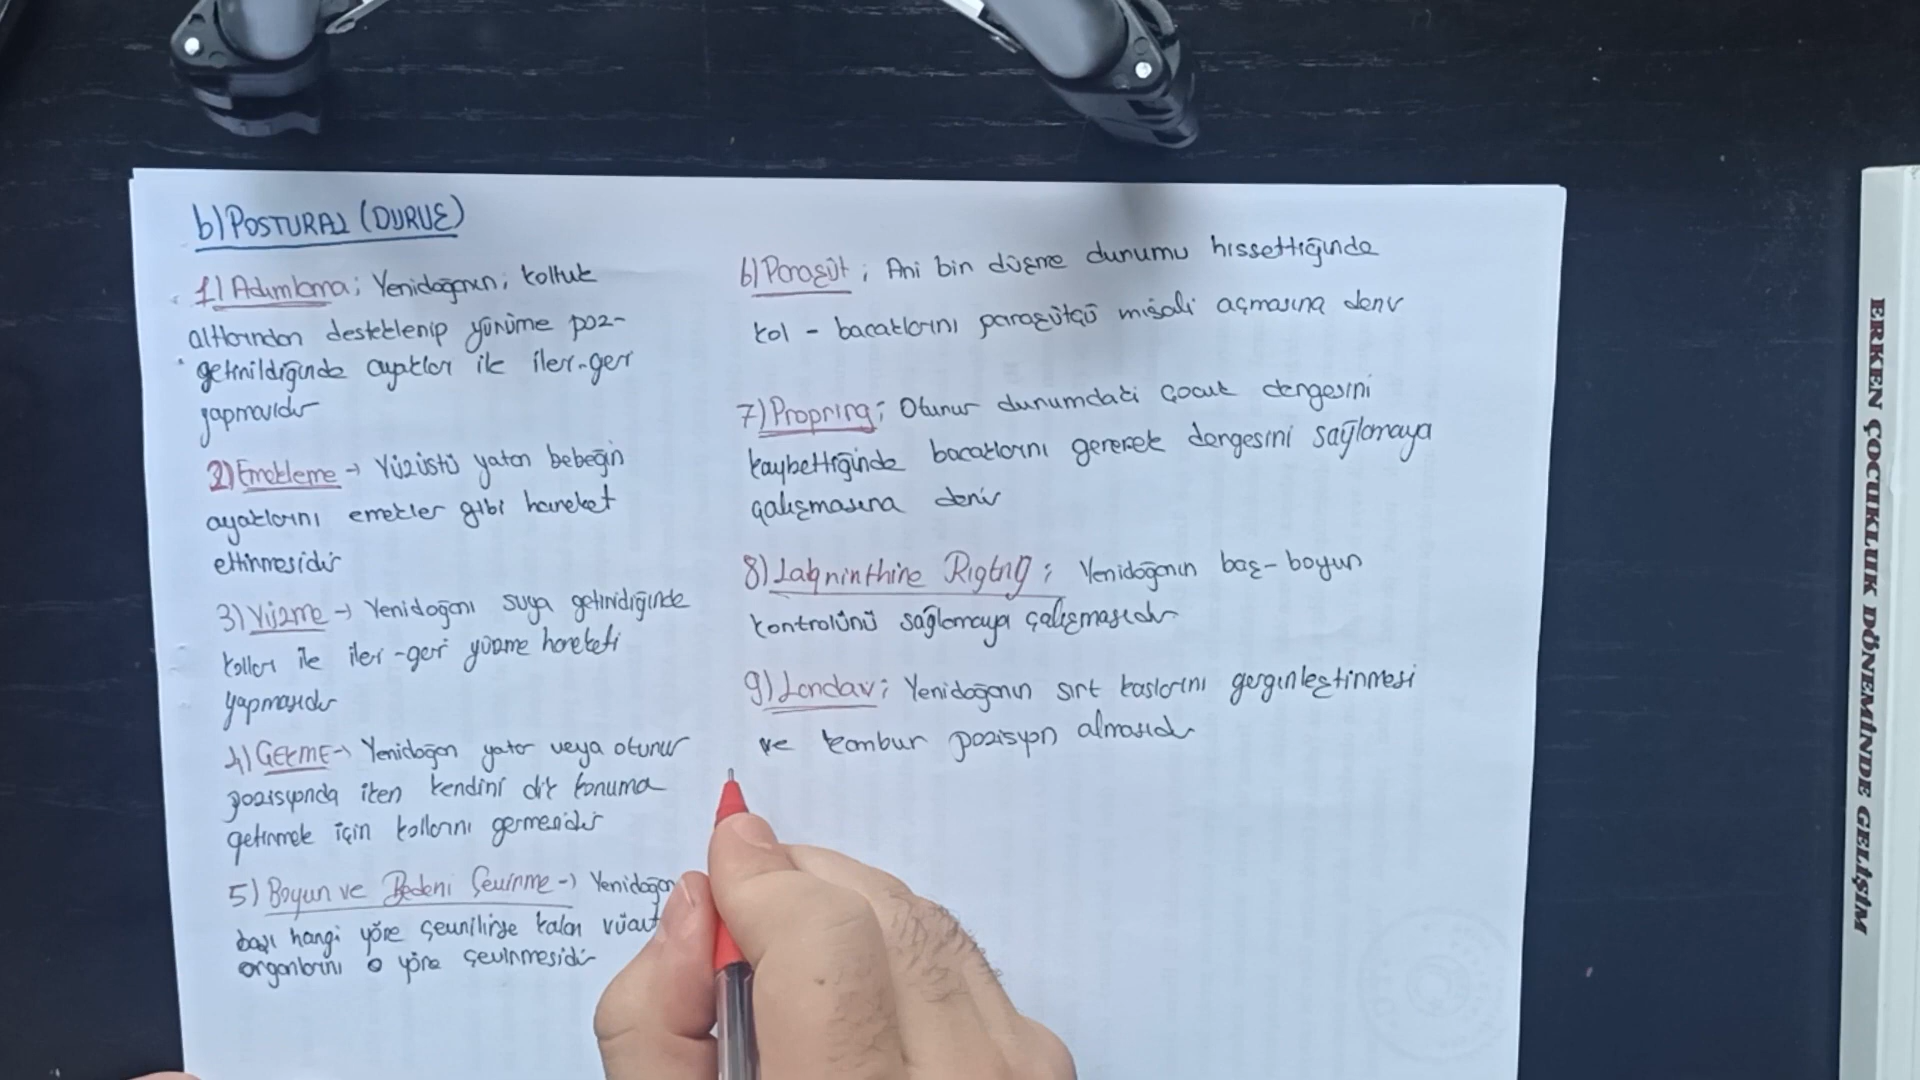 b) POSTURAL (DURUŞ)
1) Adımlama; Yenidoğanın; koltuk
altlarından desteklenip yürüme poz-
getirildiğinde ayaklar ile ileri-geri
yapmasıdır
2) Emekleme → Yüzüstü yatan bebeğin
ayaklarını emekler gibi hareket
ettirmesidir
3) Yüzme → Yenidoğanı suya getirildiğinde
kolları ile ileri-geri yüzme hareketi
yapmasıdır
4) Çekme → Yenidoğan yatar veya oturur
pozisyonda iken kendini dik konuma
getirmek için kollarını germesidir
5) Boyun ve Bedeni Çevirme → Yenidoğan
başı hangi yöne çevrilirse kalan vücut
organlarını o yöne çevirmesidir
6) Paraşüt; Ani bir düşme durumu hissettiğinde
kol - bacaklarını paraşütçü misali açmasına denir
7) Propring; Oturur durumdaki çocuk dengesini
kaybettiğinde bacaklarını gererek dengesini sağlamaya
çalışmasına denir
8) Labrinthine Rigtng; Yenidoğanın baş-boyun
kontrolünü sağlamaya çalışmasıdır
9) Landav; Yenidoğanın sırt kaslarını gerginleştirmesi
ve kambur pozisyon almasıdır
ERKEN ÇOCUKLUK DÖNEMİNDE GELİŞİM